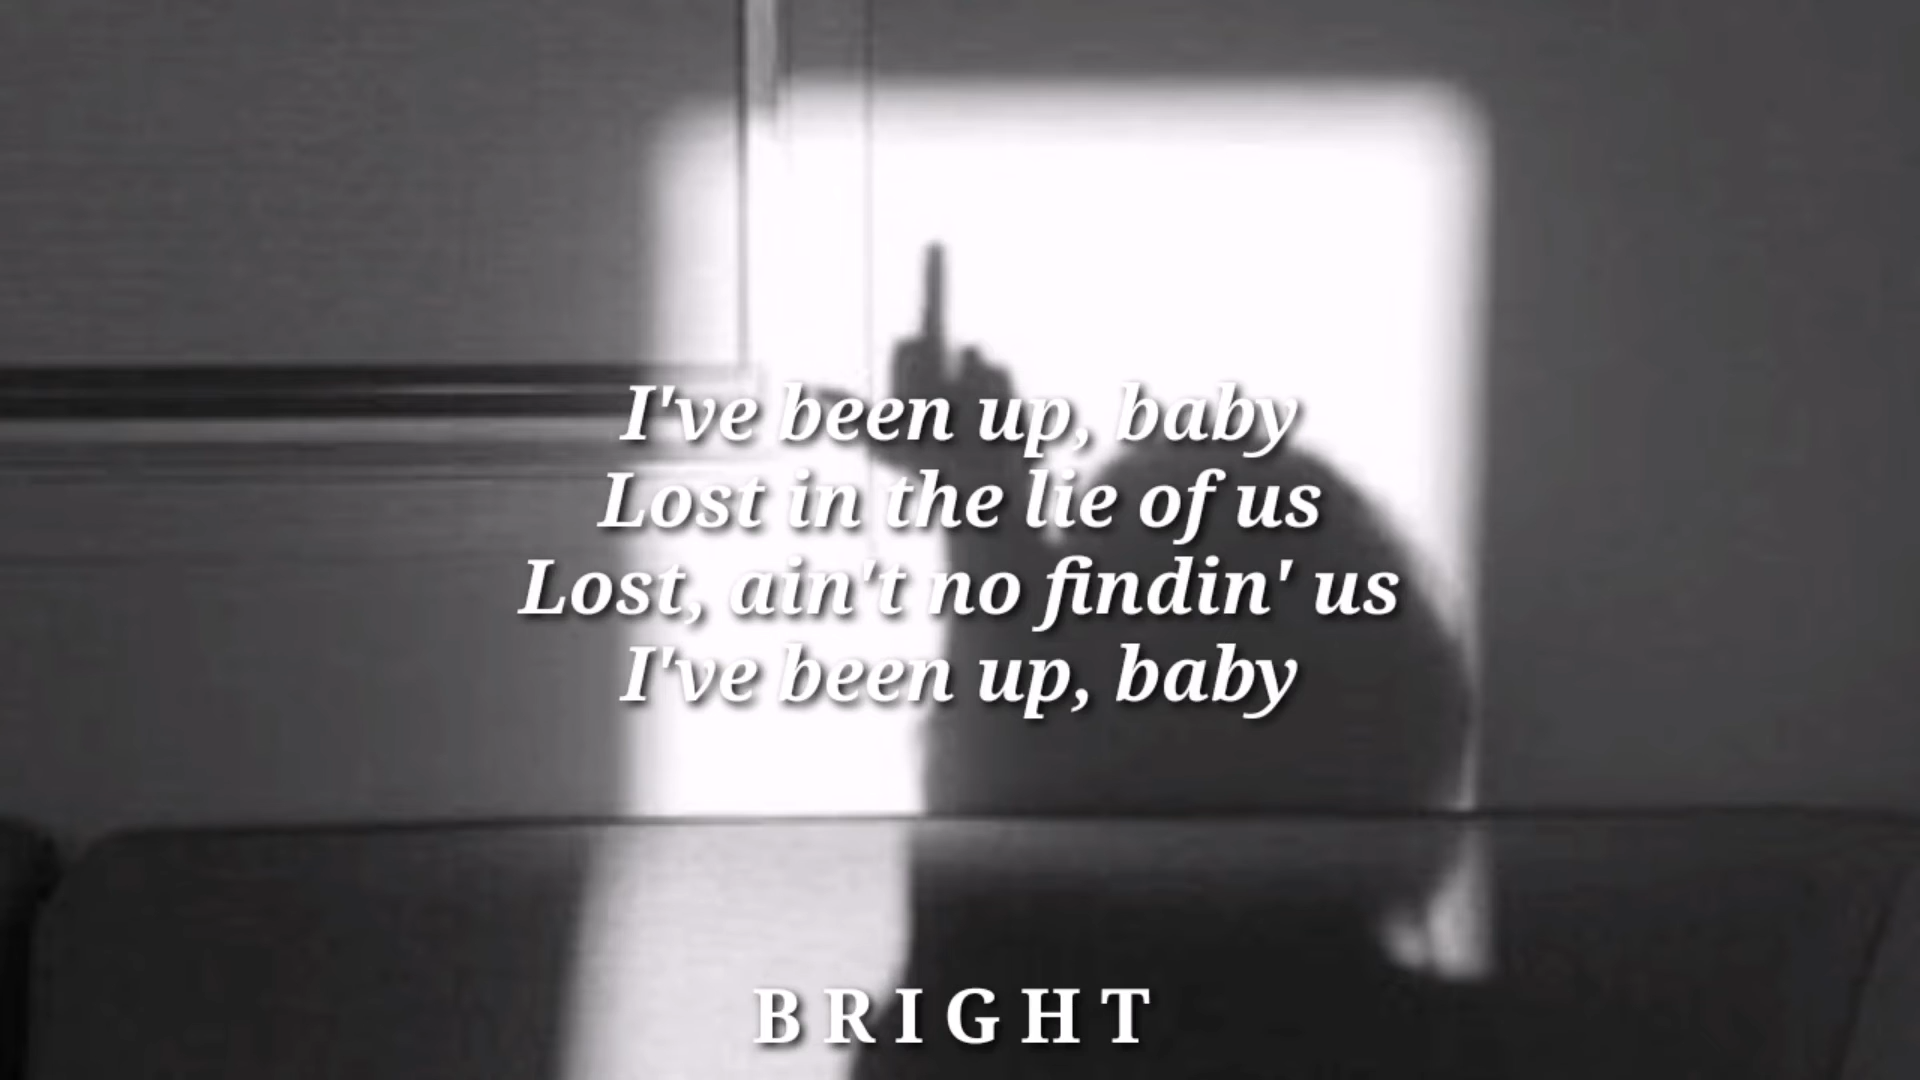 I've been up, baby
Lost in the lie of us
Lost, ain't no findin' us
I've been up, baby
BRIGHT